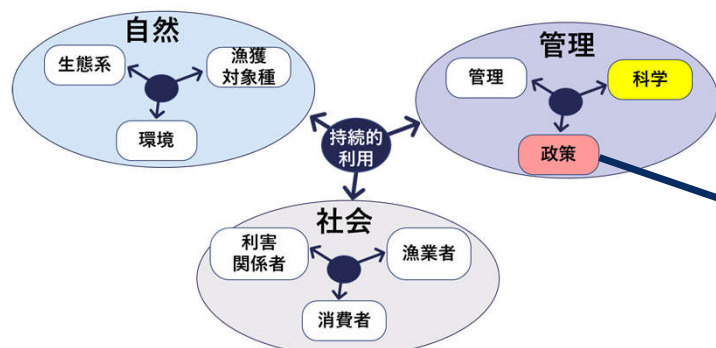 自然
生態系
漁獲
対象種
環境
管理
管理
科学
政策
持続的
利用
社会
利害
関係者
漁業者
消費者